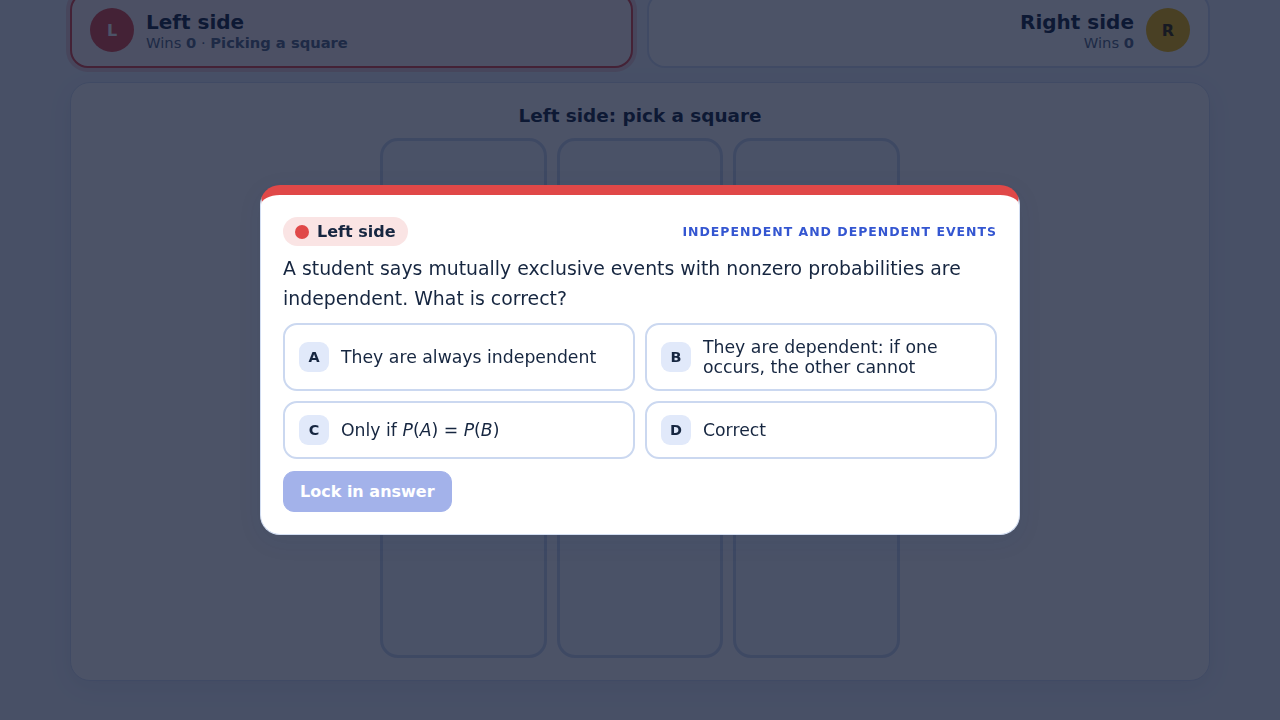 L
Left side
Wins 0 · Picking a square
Right side
Wins 0
R
Left side: pick a square
Left side
INDEPENDENT AND DEPENDENT EVENTS
A student says mutually exclusive events with nonzero probabilities are
independent. What is correct?
A They are always independent
B They are dependent: if one
occurs, the other cannot
C Only if P(A) = P(B)
D Correct
Lock in answer